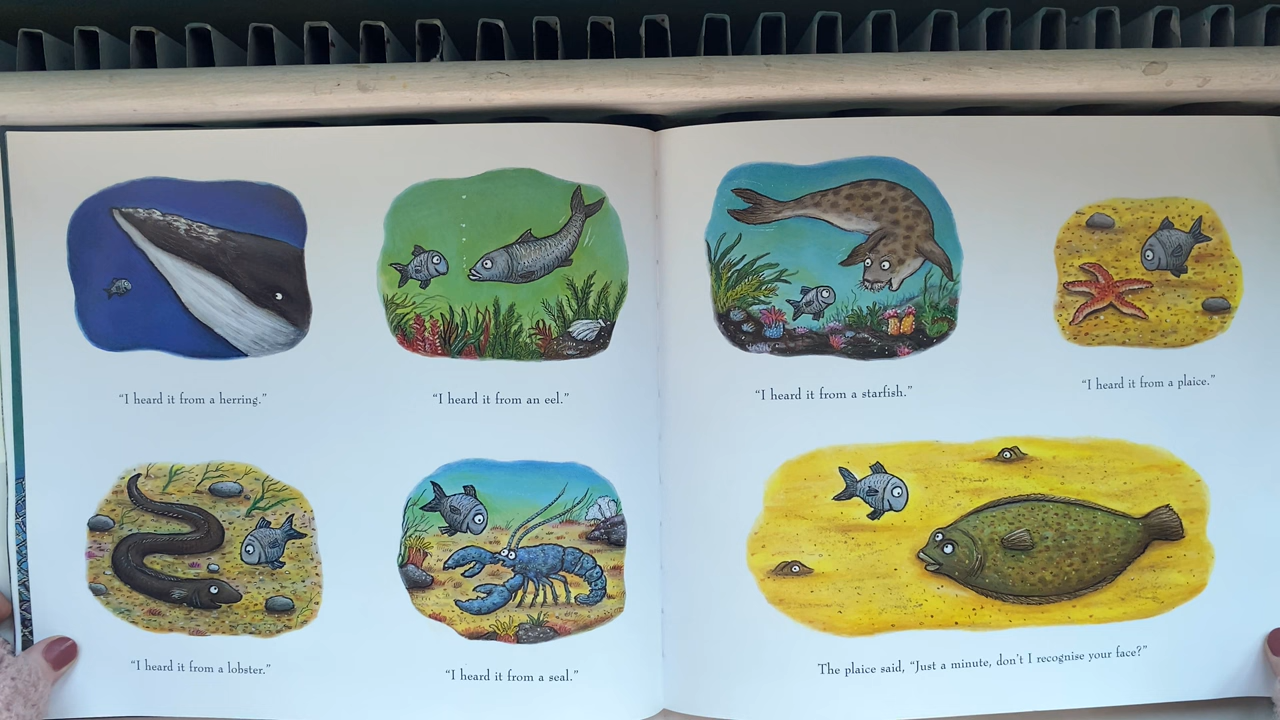 “I heard it from a herring.”
“I heard it from an eel.”
“I heard it from a lobster.”
“I heard it from a seal.”
“I heard it from a starfish.”
“I heard it from a plaice.”
The plaice said, “Just a minute, don’t I recognise your face?”